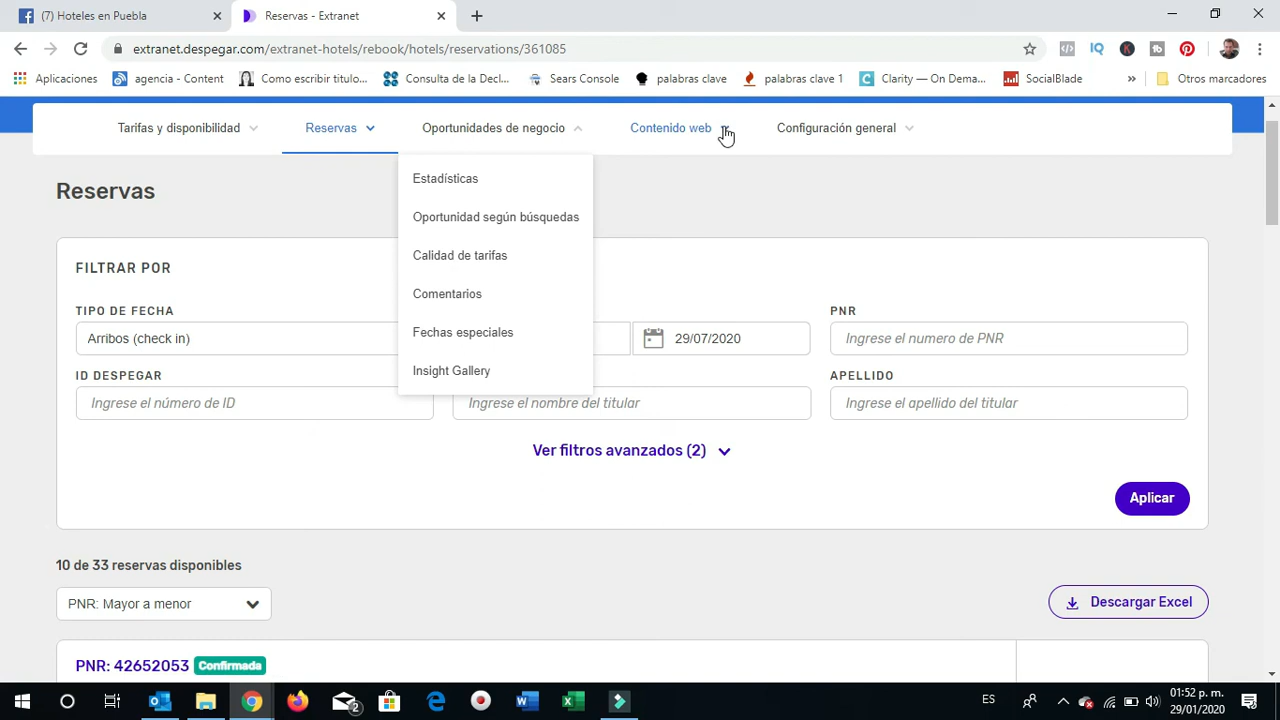 (7) Hoteles en Puebla
Reservas - Extranet
extranet.despegar.com/extranet-hotels/rebook/hotels/reservations/361085
Aplicaciones
agencia - Content
Como escribir titulo...
Consulta de la Decl...
Sears Console
palabras clave
palabras clave 1
Clarity — On Dema...
SocialBlade
Otros marcadores
Tarifas y disponibilidad
Reservas
Oportunidades de negocio
Contenido web
Configuración general
Estadísticas
Oportunidad según búsquedas
Calidad de tarifas
Comentarios
Fechas especiales
Insight Gallery
Reservas
FILTRAR POR
TIPO DE FECHA
Arribos (check in)
29/07/2020
PNR
Ingrese el numero de PNR
ID DESPEGAR
Ingrese el número de ID
Ingrese el nombre del titular
APELLIDO
Ingrese el apellido del titular
Ver filtros avanzados (2)
Aplicar
10 de 33 reservas disponibles
PNR: Mayor a menor
Descargar Excel
PNR: 42652053 Confirmada
2
ES
01:52 p. m.
29/01/2020